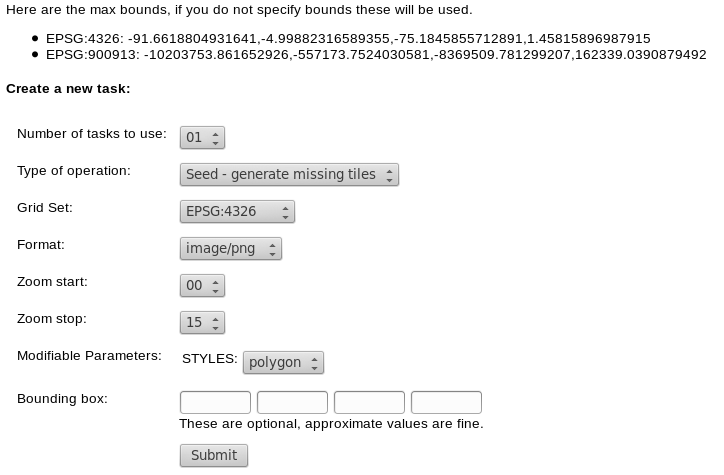 Here are the max bounds, if you do not specify bounds these will be used.
EPSG:4326: -91.6618804931641,-4.99882316589355,-75.1845855712891,1.45815896987915
EPSG:900913: -10203753.861652926,-557173.7524030581,-8369509.781299207,162339.0390879492
Create a new task:
Number of tasks to use: 01
Type of operation: Seed - generate missing tiles
Grid Set: EPSG:4326
Format: image/png
Zoom start: 00
Zoom stop: 15
Modifiable Parameters: STYLES: polygon
Bounding box:
These are optional, approximate values are fine.
Submit